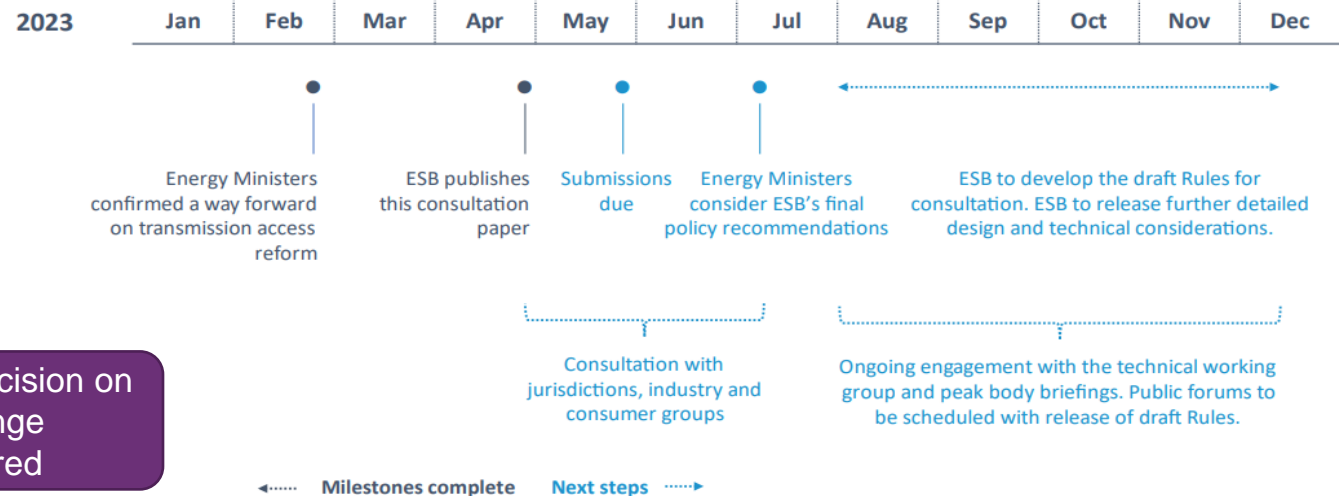 2023 Jan Feb Mar Apr May Jun Jul Aug Sep Oct Nov Dec
Energy Ministers
confirmed a way forward
on transmission access
reform
ESB publishes
this consultation
paper
Submissions
due
Energy Ministers
consider ESB's final
policy recommendations
ESB to develop the draft Rules for
consultation. ESB to release further detailed
design and technical considerations.
Consultation with
jurisdictions, industry and
consumer groups
Ongoing engagement with the technical working
group and peak body briefings. Public forums to
be scheduled with release of draft Rules.
cision on
nge
red
Milestones complete Next steps